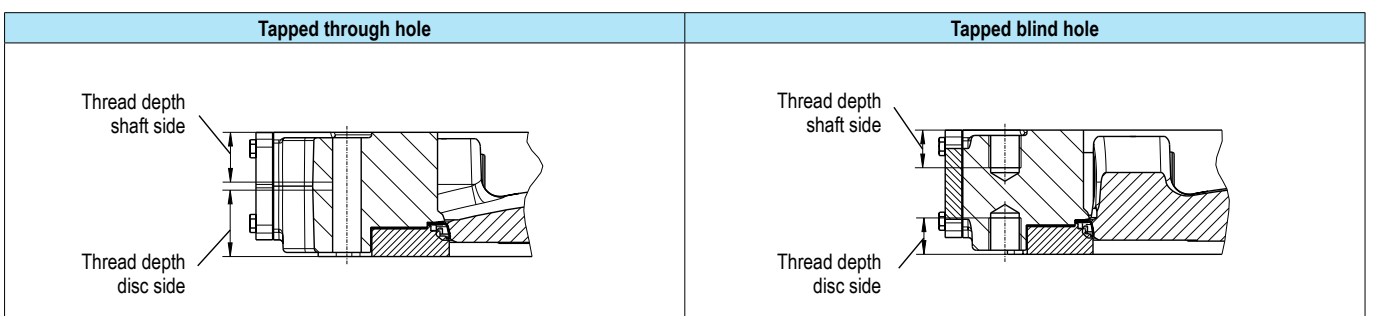 Tapped through hole
Tapped blind hole
Thread depth
shaft side
Thread depth
disc side
Thread depth
shaft side
Thread depth
disc side